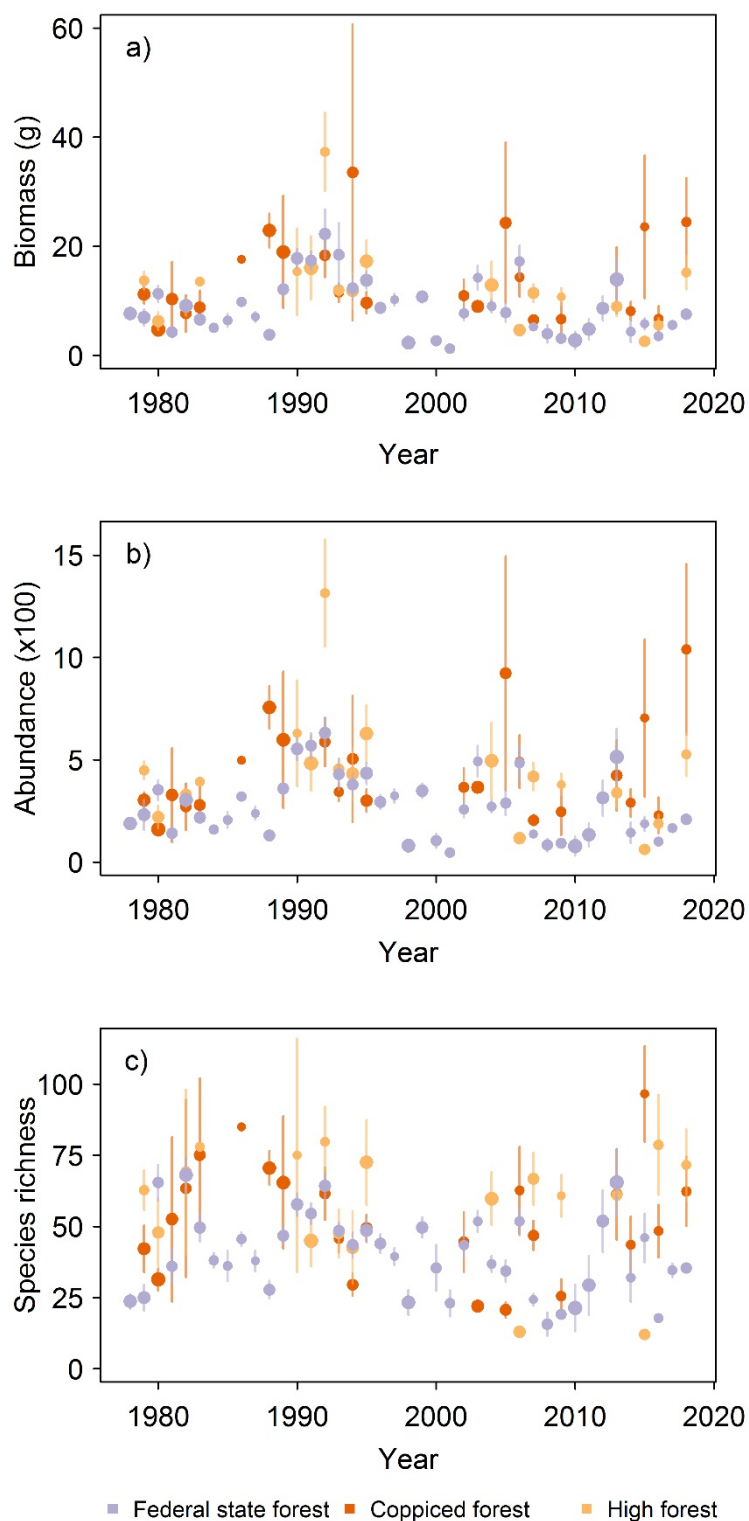 a)
60
40
20
0
Biomass (g)
1980 1990 2000 2010 2020
Year
b)
15
10
5
0
Abundance (x100)
1980 1990 2000 2010 2020
Year
c)
100
75
50
25
0
Species richness
1980 1990 2000 2010 2020
Year
Federal state forest Coppiced forest High forest